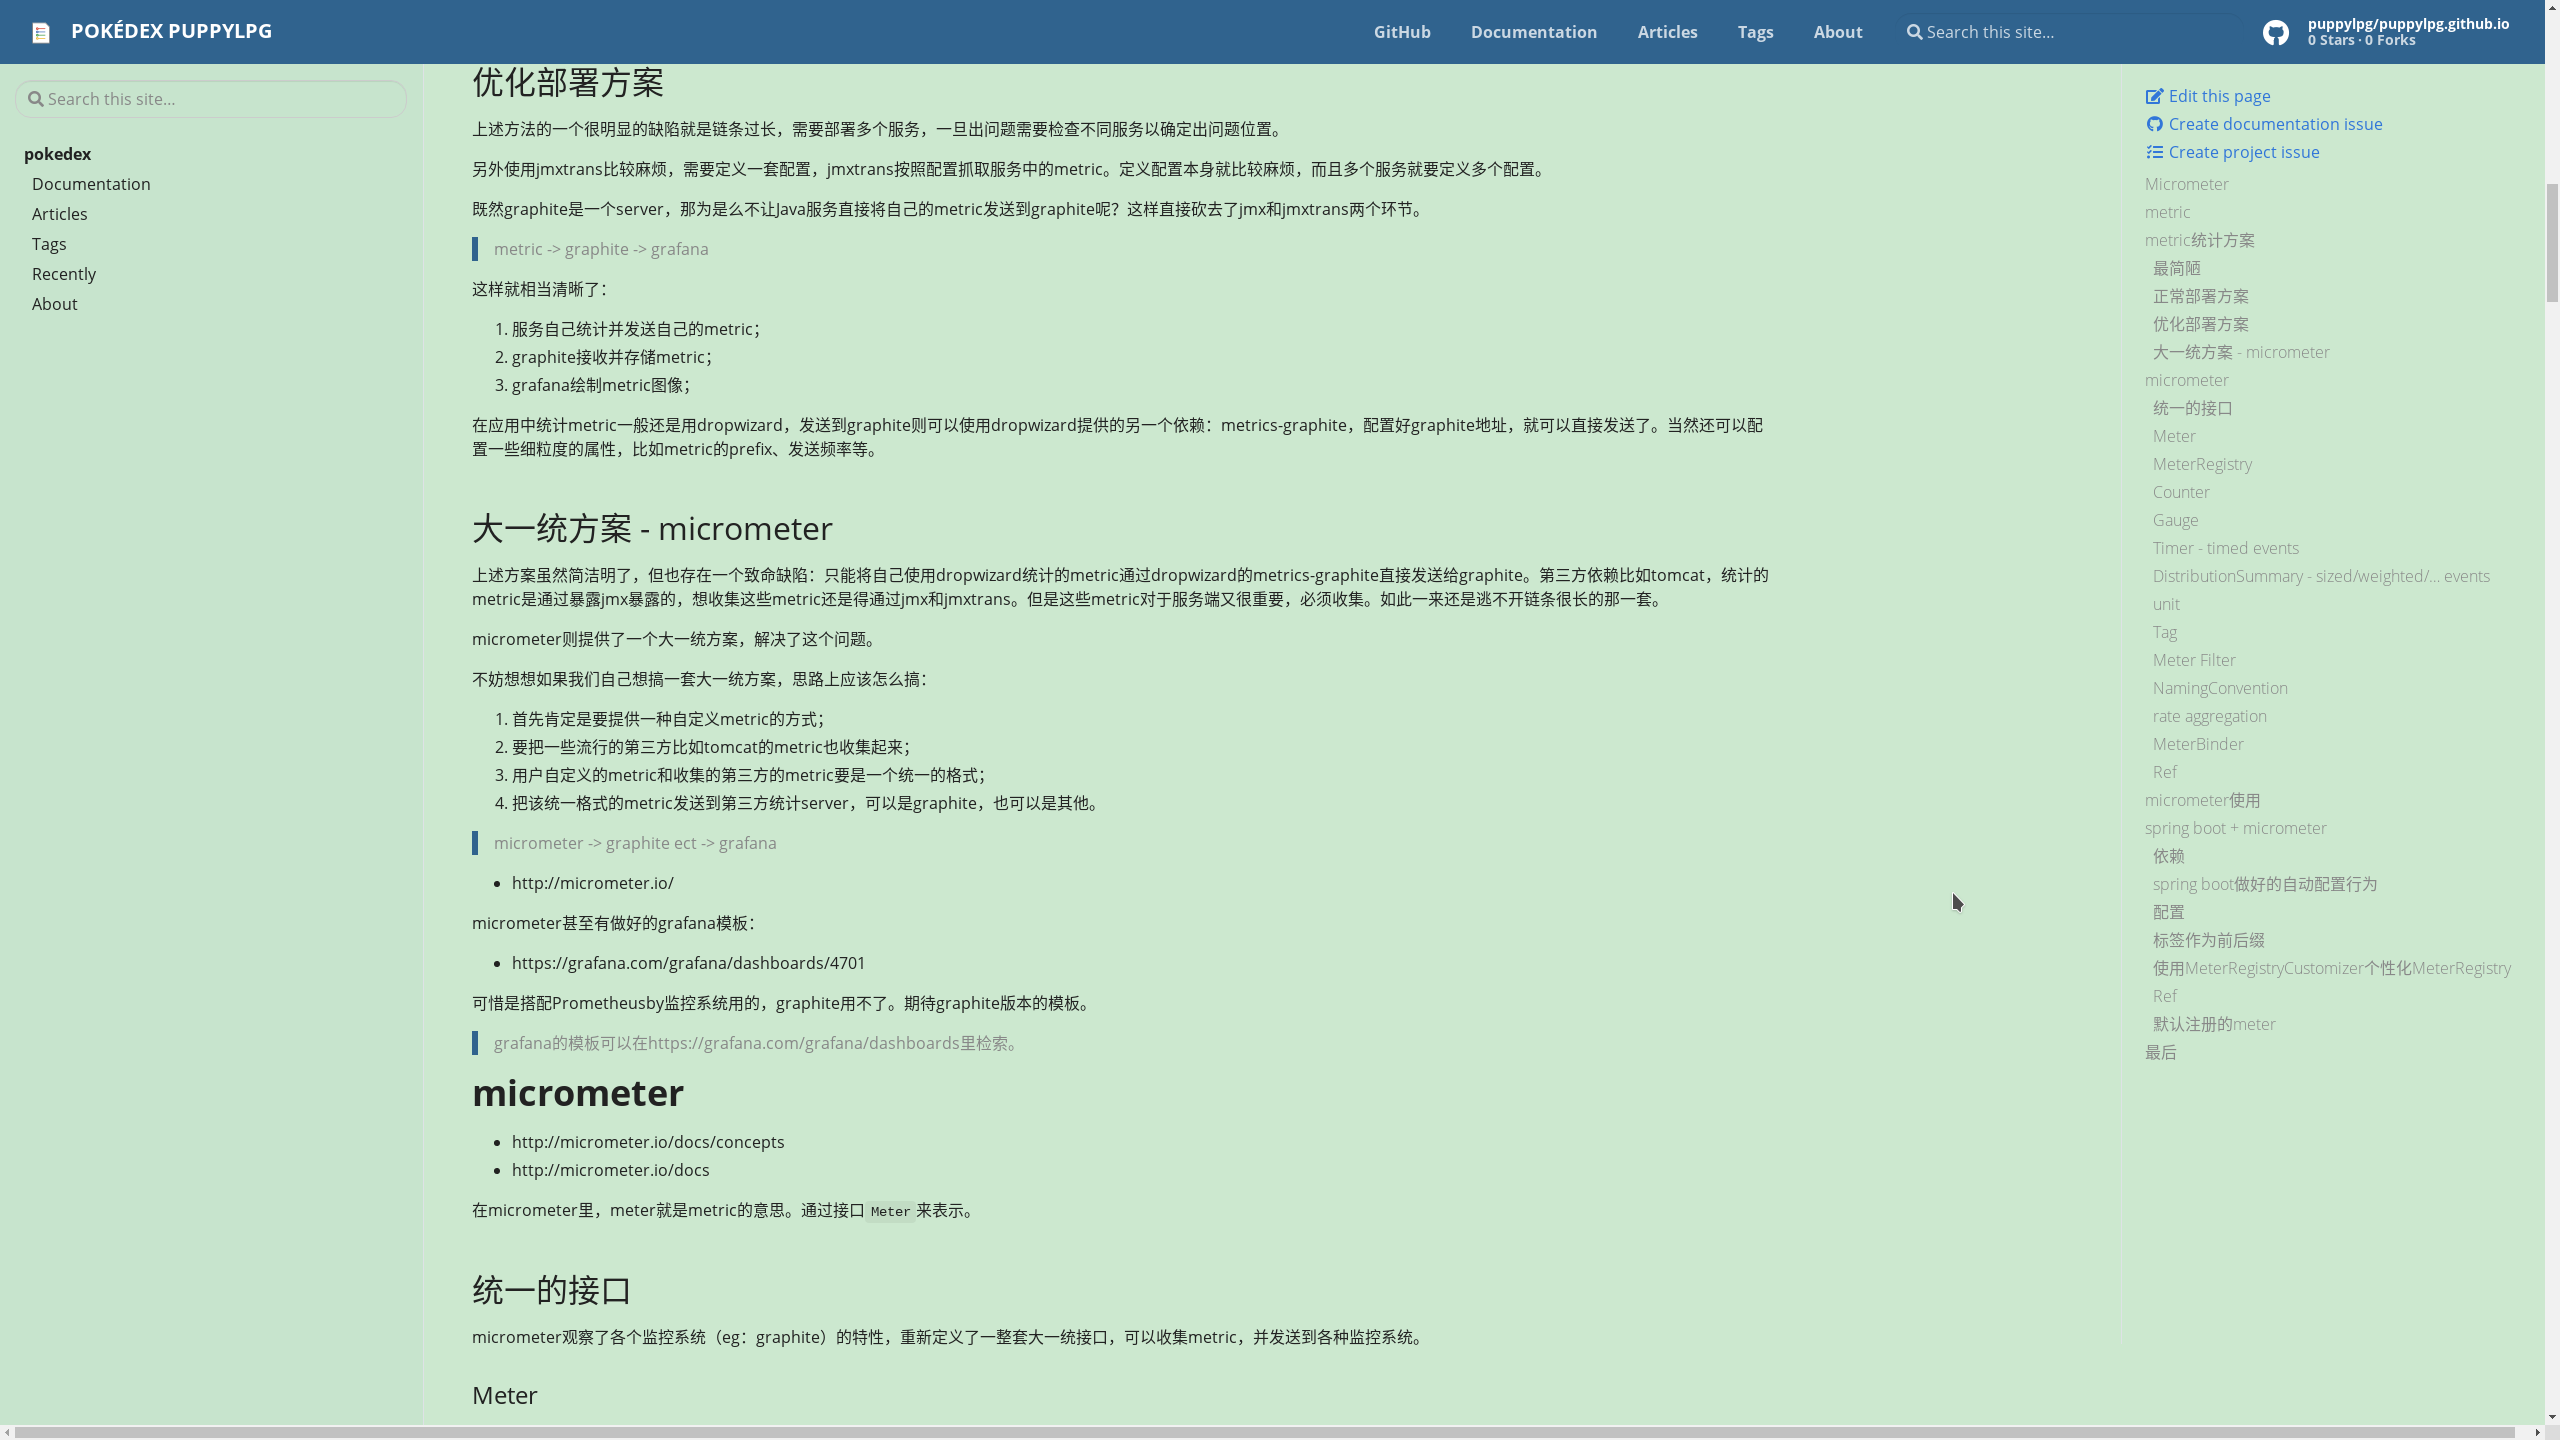 POKÉDEX PUPPYLPG
GitHub
Documentation
Articles
Tags
About
Search this site…
puppylpg/puppylpg.github.io
0 Stars · 0 Forks
Search this site…
pokedex
Documentation
Articles
Tags
Recently
About
优化部署方案
上述方法的一个很明显的缺陷就是链条过长，需要部署多个服务，一旦出问题需要检查不同服务以确定出问题位置。
另外使用jmxtrans比较麻烦，需要定义一套配置，jmxtrans按照配置抓取服务中的metric。定义配置本身就比较麻烦，而且多个服务就要定义多个配置。
既然graphite是一个server，那为是么不让Java服务直接将自己的metric发送到graphite呢？这样直接砍去了jmx和jmxtrans两个环节。
metric -> graphite -> grafana
这样就相当清晰了：
1. 服务自己统计并发送自己的metric；
2. graphite接收并存储metric；
3. grafana绘制metric图像；
在应用中统计metric一般还是用dropwizard，发送到graphite则可以使用dropwizard提供的另一个依赖：metrics-graphite，配置好graphite地址，就可以直接发送了。当然还可以配
置一些细粒度的属性，比如metric的prefix、发送频率等。
大一统方案 - micrometer
上述方案虽然简洁明了，但也存在一个致命缺陷：只能将自己使用dropwizard统计的metric通过dropwizard的metrics-graphite直接发送给graphite。第三方依赖比如tomcat，统计的
metric是通过暴露jmx暴露的，想收集这些metric还是得通过jmx和jmxtrans。但是这些metric对于服务端又很重要，必须收集。如此一来还是逃不开链条很长的那一套。
micrometer则提供了一个大一统方案，解决了这个问题。
不妨想想如果我们自己想搞一套大一统方案，思路上应该怎么搞：
1. 首先肯定是要提供一种自定义metric的方式；
2. 要把一些流行的第三方比如tomcat的metric也收集起来；
3. 用户自定义的metric和收集的第三方的metric要是一个统一的格式；
4. 把该统一格式的metric发送到第三方统计server，可以是graphite，也可以是其他。
micrometer -> graphite ect -> grafana
• http://micrometer.io/
micrometer甚至有做好的grafana模板：
• https://grafana.com/grafana/dashboards/4701
可惜是搭配Prometheusby监控系统用的，graphite用不了。期待graphite版本的模板。
grafana的模板可以在https://grafana.com/grafana/dashboards里检索。
micrometer
• http://micrometer.io/docs/concepts
• http://micrometer.io/docs
在micrometer里，meter就是metric的意思。通过接口Meter来表示。
统一的接口
micrometer观察了各个监控系统（eg：graphite）的特性，重新定义了一整套大一统接口，可以收集metric，并发送到各种监控系统。
Meter
Edit this page
Create documentation issue
Create project issue
Micrometer
metric
metric统计方案
最简陋
正常部署方案
优化部署方案
大一统方案 - micrometer
micrometer
统一的接口
Meter
MeterRegistry
Counter
Gauge
Timer - timed events
DistributionSummary - sized/weighted/… events
unit
Tag
Meter Filter
NamingConvention
rate aggregation
MeterBinder
Ref
micrometer使用
spring boot + micrometer
依赖
spring boot做好的自动配置行为
配置
标签作为前后缀
使用MeterRegistryCustomizer个性化MeterRegistry
Ref
默认注册的meter
最后